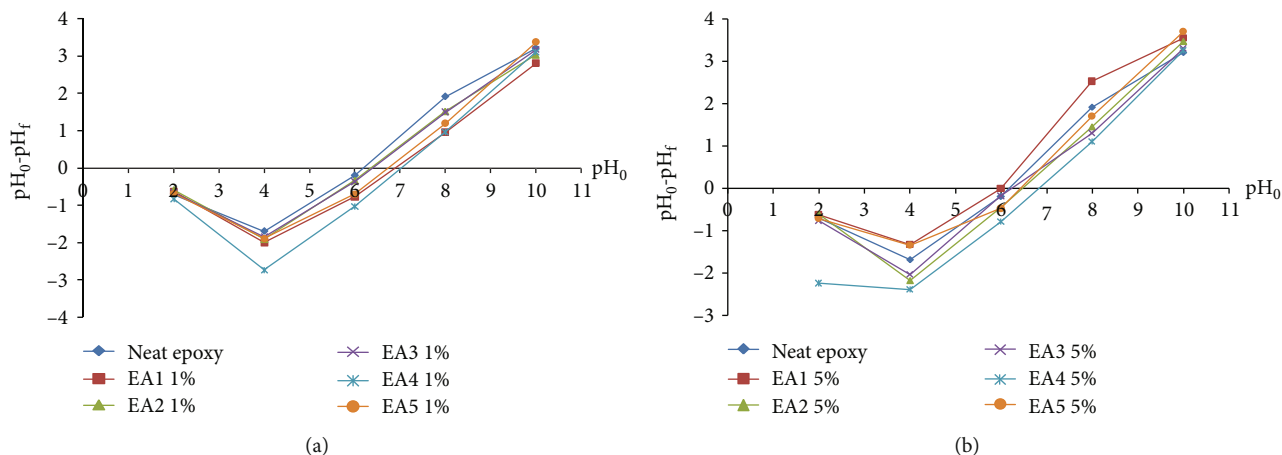 4
3
2
1
0
−1
−2
−3
−4
0 1 2 3 4 5 6 7 8 9 10 11
pH0-pHf
pH0
Neat epoxy
EA1 1%
EA2 1%
EA3 1%
EA4 1%
EA5 1%
(a)
4
3
2
1
0
−1
−2
−3
0 1 2 3 4 5 6 7 8 9 10 11
pH0-pHf
pH0
Neat epoxy
EA1 5%
EA2 5%
EA3 5%
EA4 5%
EA5 5%
(b)